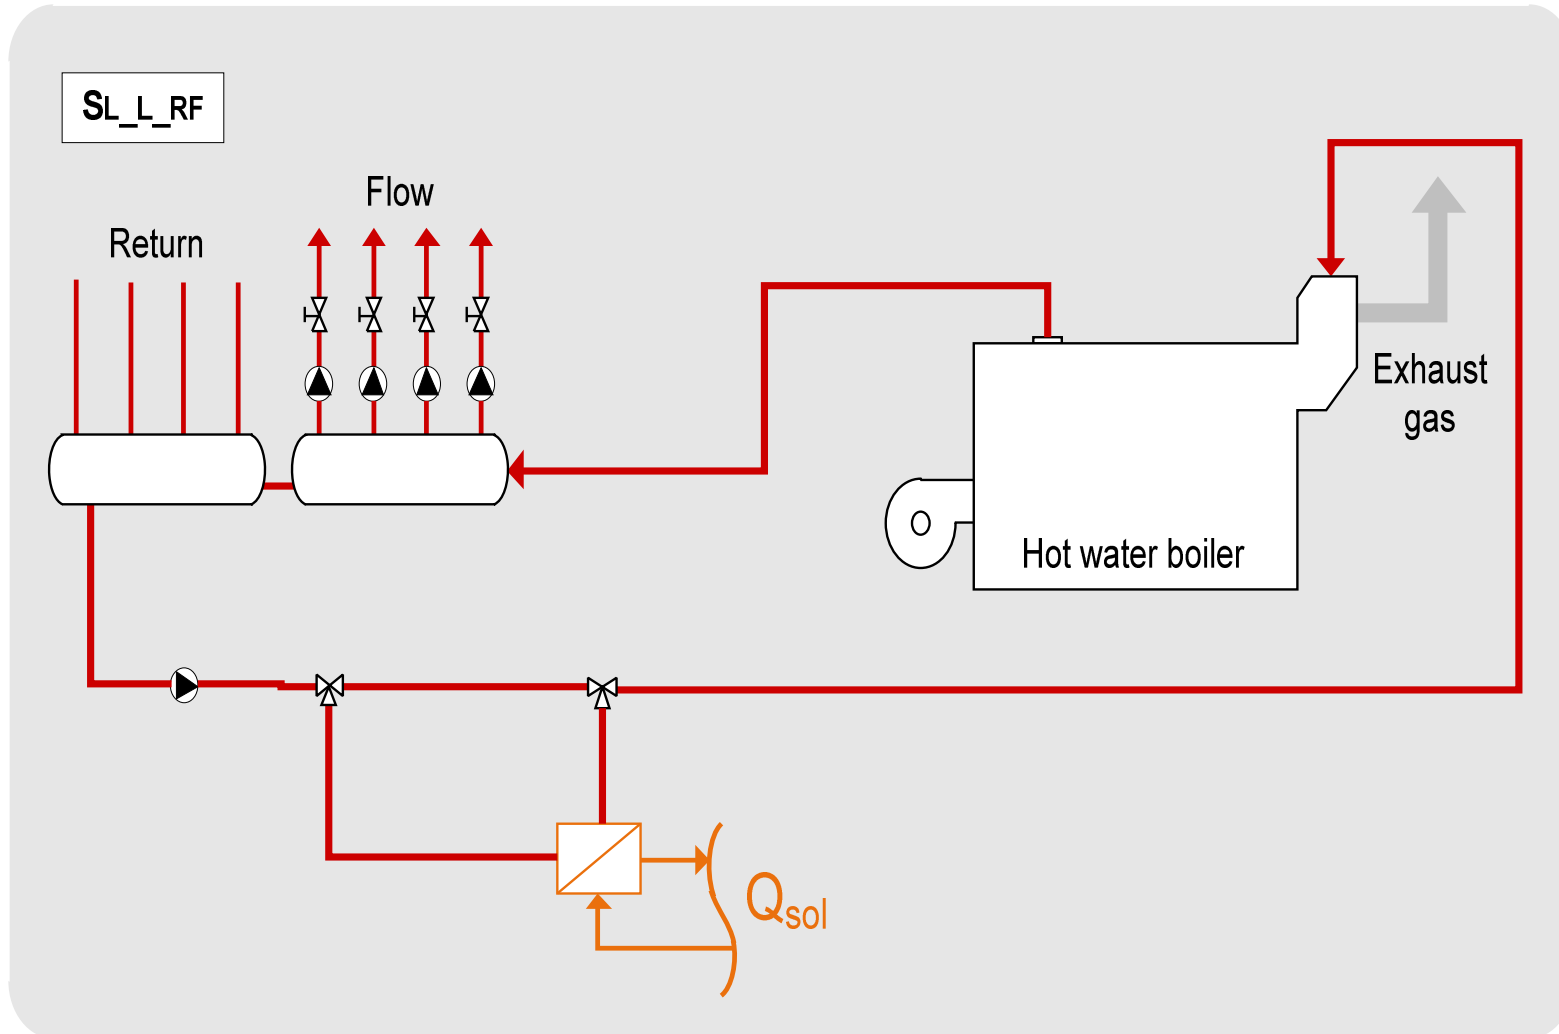 SL_L_RF
Flow
Return
Exhaust
gas
Hot water boiler
Qsol